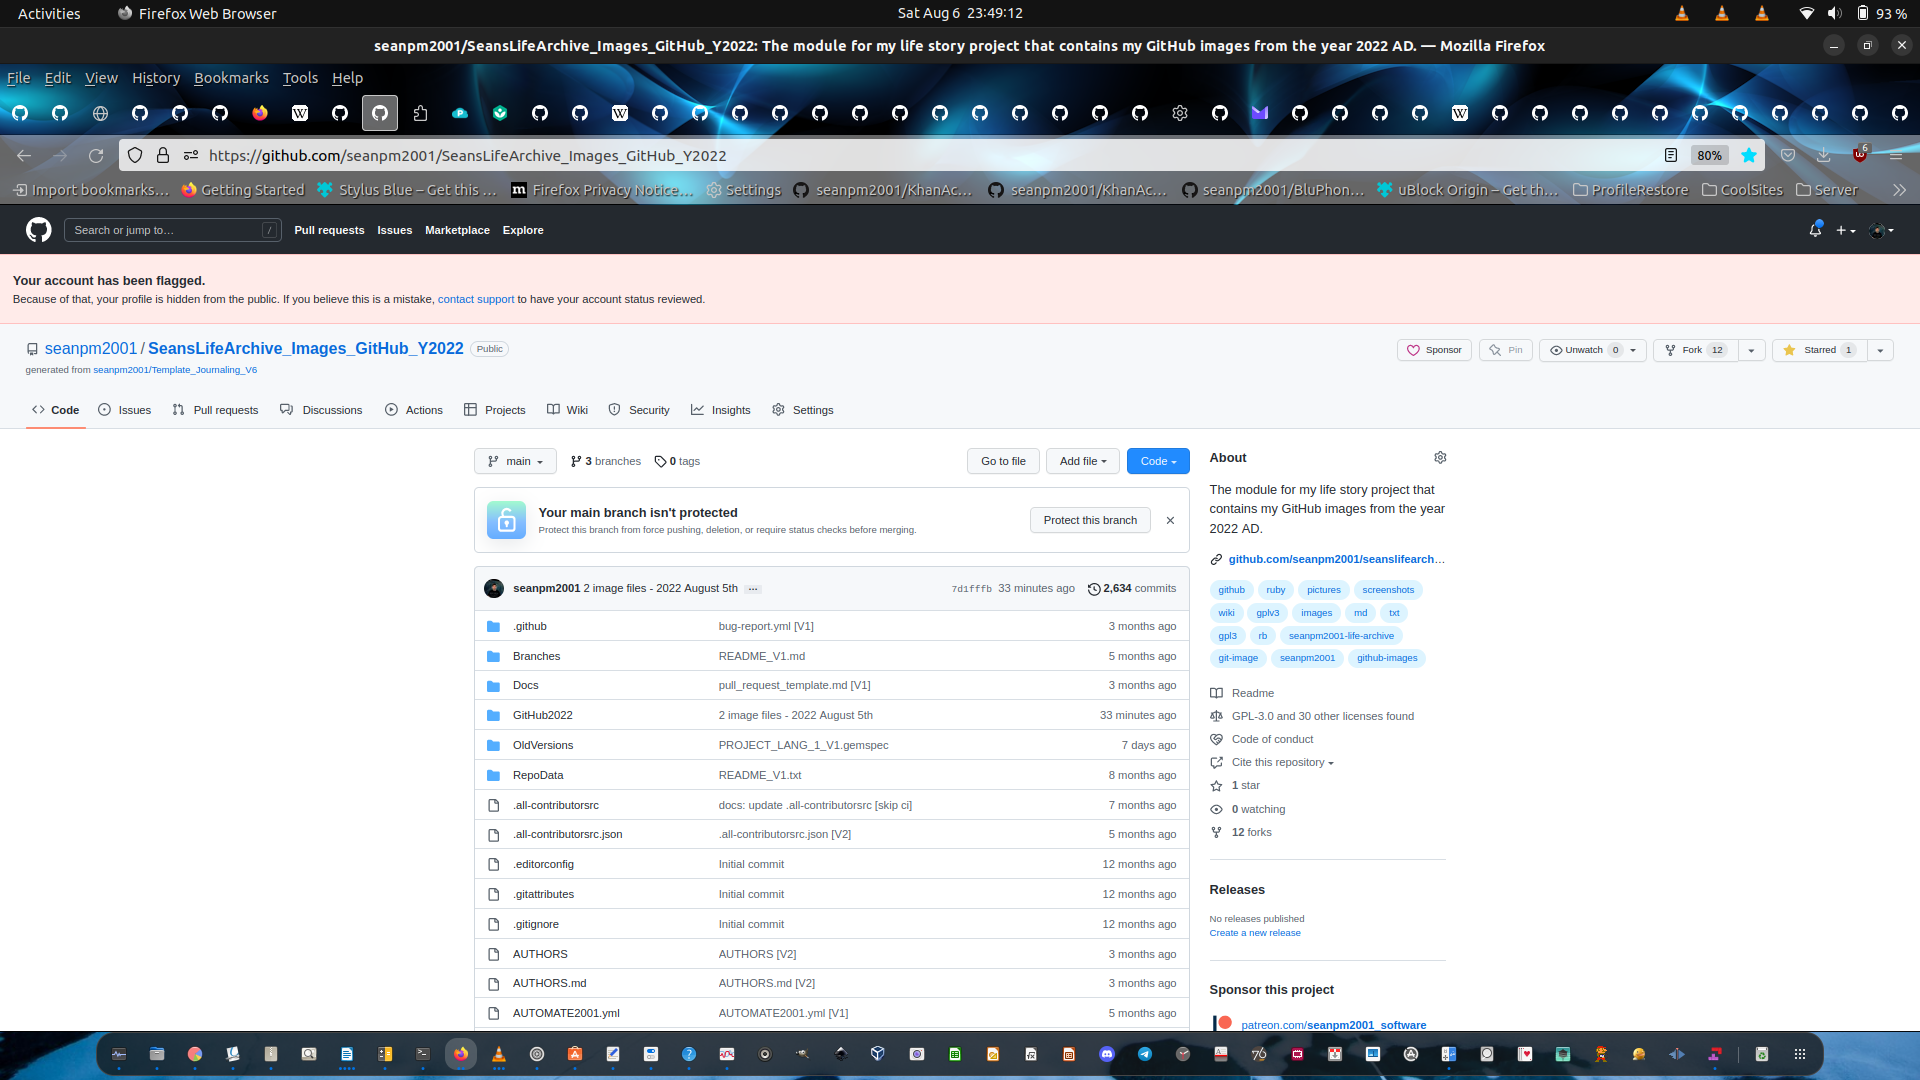 Activities
Firefox Web Browser
Sat Aug 6 23:49:12
93 %
seanpm2001/SeansLifeArchive_Images_GitHub_Y2022: The module for my life story project that contains my GitHub images from the year 2022 AD. — Mozilla Firefox
File Edit View History Bookmarks Tools Help
https://github.com/seanpm2001/SeansLifeArchive_Images_GitHub_Y2022
80%
6
Import bookmarks… Getting Started Stylus Blue – Get this … Firefox Privacy Notice… Settings seanpm2001/KhanAc… seanpm2001/KhanAc… seanpm2001/BluPhon… uBlock Origin – Get th… ProfileRestore CoolSites Server
Search or jump to… /
Pull requests Issues Marketplace Explore
Your account has been flagged.
Because of that, your profile is hidden from the public. If you believe this is a mistake, contact support to have your account status reviewed.
seanpm2001 / SeansLifeArchive_Images_GitHub_Y2022 Public
generated from seanpm2001/Template_Journaling_V6
Sponsor Pin Unwatch 0 Fork 12 Starred 1
Code Issues Pull requests Discussions Actions Projects Wiki Security Insights Settings
main 3 branches 0 tags
Go to file Add file Code
Your main branch isn't protected
Protect this branch from force pushing, deletion, or require status checks before merging.
Protect this branch
seanpm2001 2 image files - 2022 August 5th … 7d1fffb 33 minutes ago 2,634 commits
.github bug-report.yml [V1] 3 months ago
Branches README_V1.md 5 months ago
Docs pull_request_template.md [V1] 3 months ago
GitHub2022 2 image files - 2022 August 5th 33 minutes ago
OldVersions PROJECT_LANG_1_V1.gemspec 7 days ago
RepoData README_V1.txt 8 months ago
.all-contributorsrc docs: update .all-contributorsrc [skip ci] 7 months ago
.all-contributorsrc.json .all-contributorsrc.json [V2] 5 months ago
.editorconfig Initial commit 12 months ago
.gitattributes Initial commit 12 months ago
.gitignore Initial commit 12 months ago
AUTHORS AUTHORS [V2] 3 months ago
AUTHORS.md AUTHORS.md [V2] 3 months ago
AUTOMATE2001.yml AUTOMATE2001.yml [V1] 5 months ago
About
The module for my life story project that
contains my GitHub images from the year
2022 AD.
github.com/seanpm2001/seanslifearch…
github ruby pictures screenshots
wiki gplv3 images md txt
gpl3 rb seanpm2001-life-archive
git-image seanpm2001 github-images
Readme
GPL-3.0 and 30 other licenses found
Code of conduct
Cite this repository
1 star
0 watching
12 forks
Releases
No releases published
Create a new release
Sponsor this project
patreon.com/seanpm2001_software